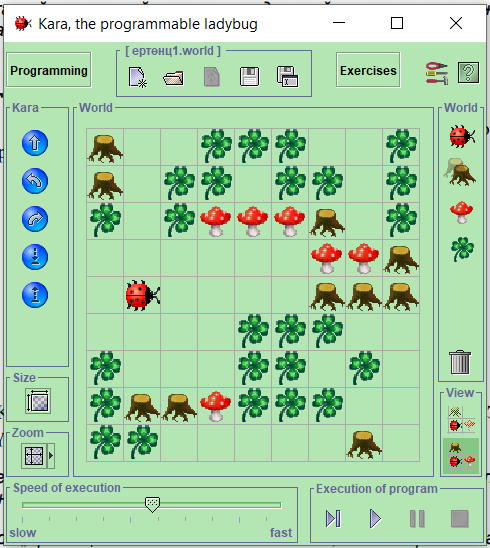 Kara, the programmable ladybug
Programming
[ ертенц1.world ]
Exercises
Kara
World
World
Size
Zoom
View
Speed of execution
slow
fast
Execution of program